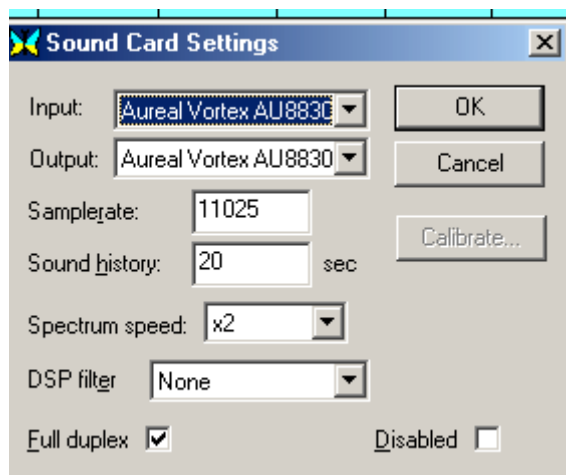 Sound Card Settings
Input: Aureal Vortex AU8830 OK
Output: Aureal Vortex AU8830 Cancel
Samplerate: 11025
Calibrate...
Sound history: 20 sec
Spectrum speed: x2
DSP filter None
Full duplex Disabled